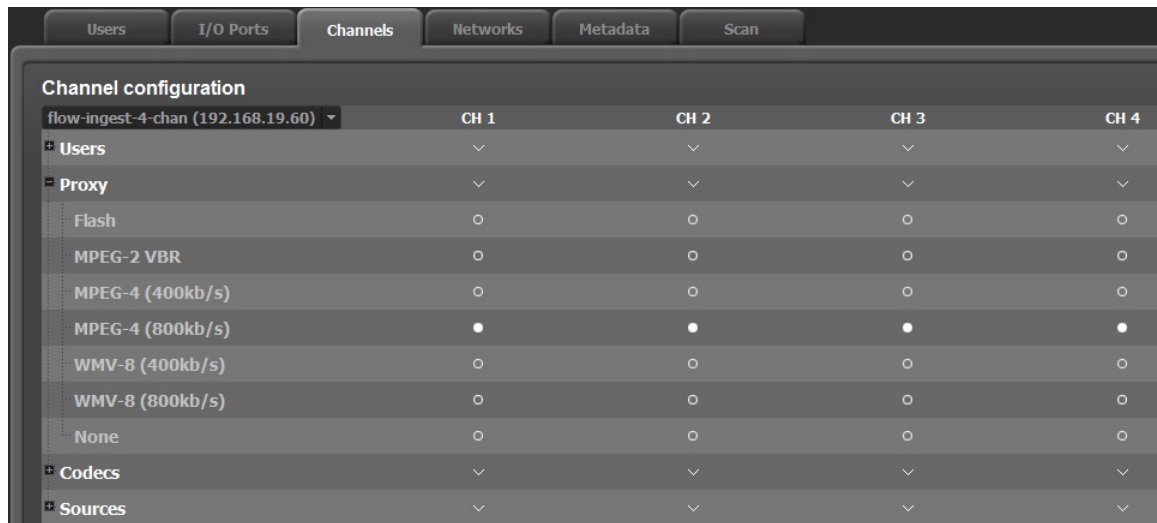 Users I/O Ports Channels Networks Metadata Scan
Channel configuration
flow-ingest-4-chan (192.168.19.60) CH 1 CH 2 CH 3 CH 4
Users
Proxy
Flash
MPEG-2 VBR
MPEG-4 (400kb/s)
MPEG-4 (800kb/s)
WMV-8 (400kb/s)
WMV-8 (800kb/s)
None
Codecs
Sources